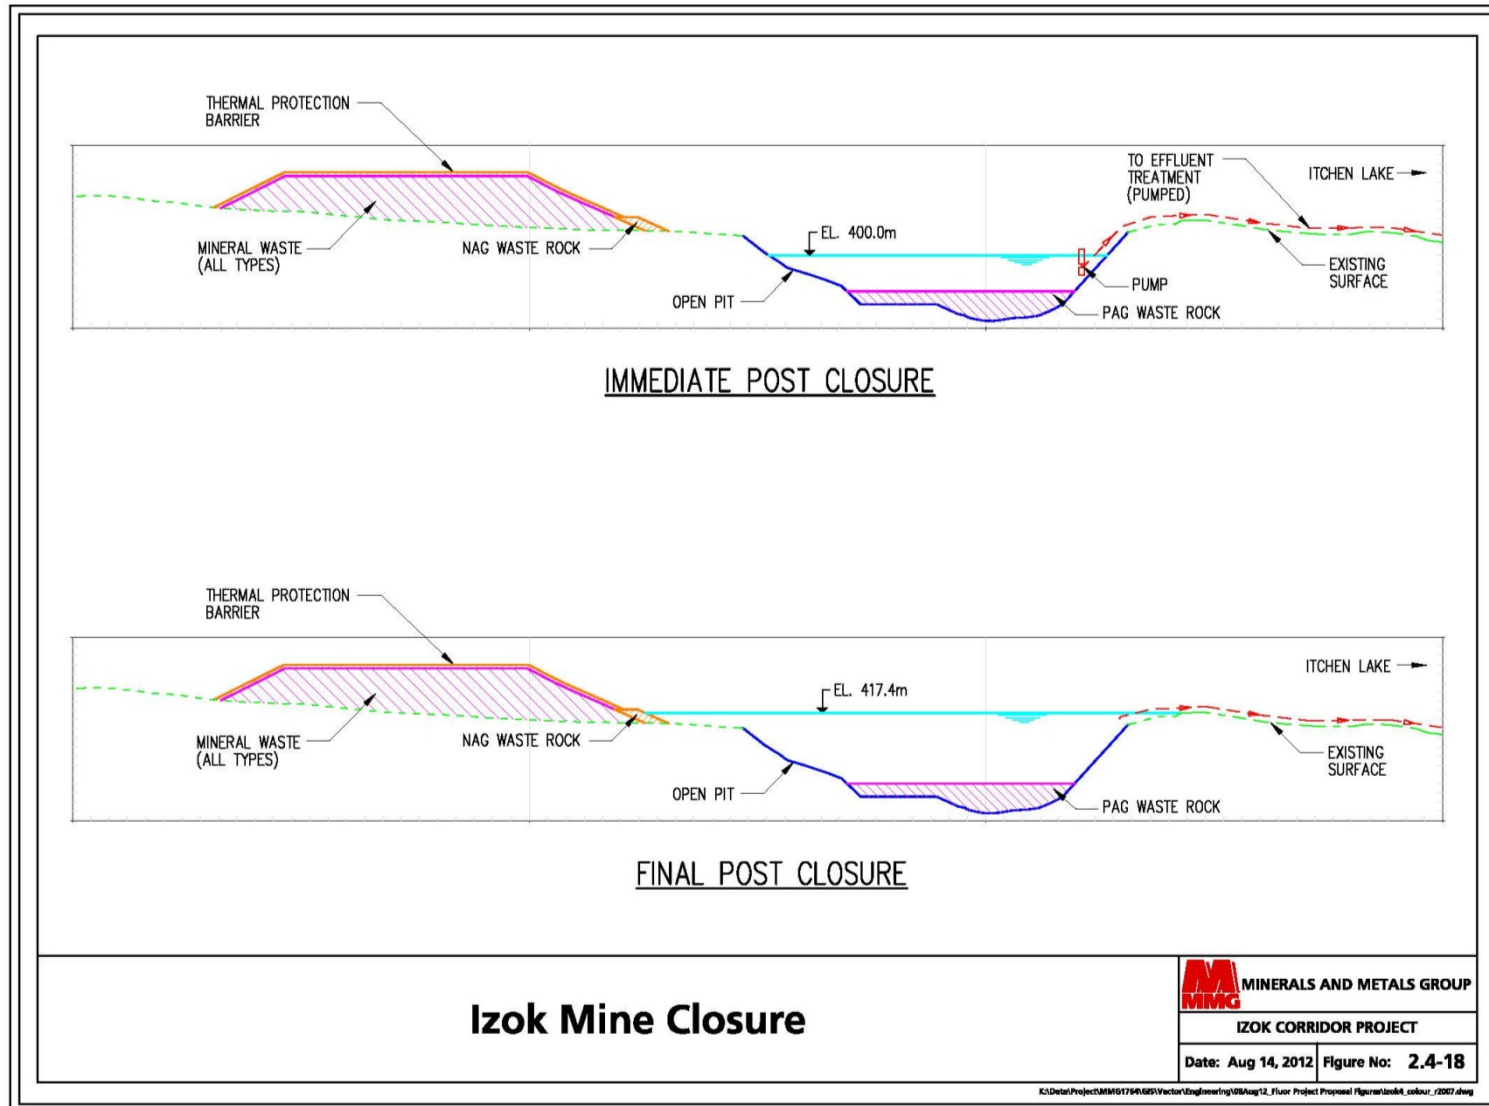 THERMAL PROTECTION
BARRIER
TO EFFLUENT
TREATMENT
(PUMPED)
ITCHEN LAKE
EL. 400.0m
MINERAL WASTE
(ALL TYPES)
NAG WASTE ROCK
OPEN PIT
PUMP
EXISTING
SURFACE
PAG WASTE ROCK
IMMEDIATE POST CLOSURE
THERMAL PROTECTION
BARRIER
ITCHEN LAKE
EL. 417.4m
MINERAL WASTE
(ALL TYPES)
NAG WASTE ROCK
OPEN PIT
EXISTING
SURFACE
PAG WASTE ROCK
FINAL POST CLOSURE
Izok Mine Closure
MMG
MINERALS AND METALS GROUP
IZOK CORRIDOR PROJECT
Date: Aug 14, 2012 Figure No: 2.4-18